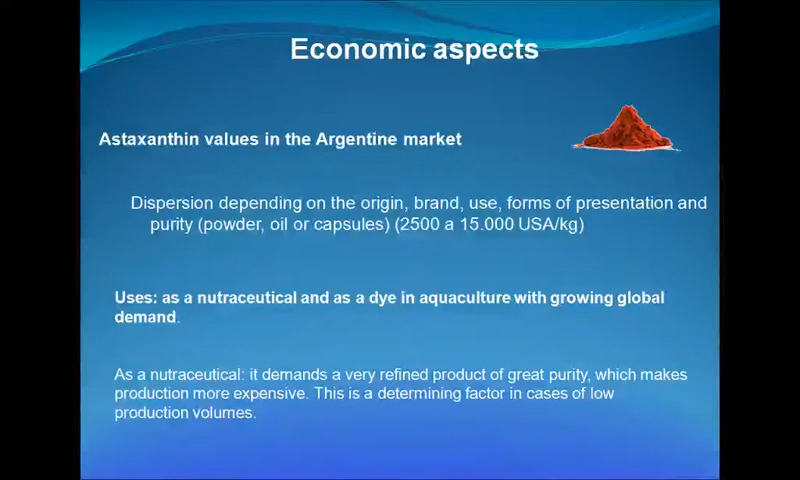 Economic aspects
Astaxanthin values in the Argentine market
Dispersion depending on the origin, brand, use, forms of presentation and
purity (powder, oil or capsules) (2500 a 15.000 USA/kg)
Uses: as a nutraceutical and as a dye in aquaculture with growing global
demand.
As a nutraceutical: it demands a very refined product of great purity, which makes
production more expensive. This is a determining factor in cases of low
production volumes.